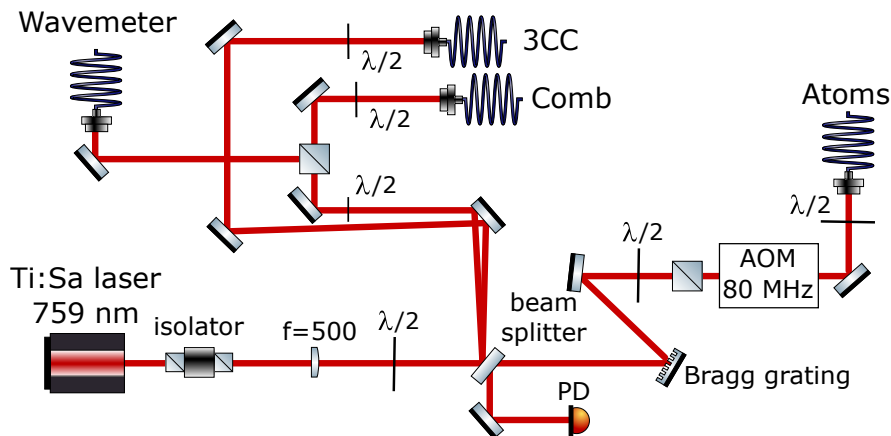 Wavemeter
3CC
λ/2
Comb
λ/2
Atoms
λ/2
λ/2
λ/2
AOM
80 MHz
Ti:Sa laser
759 nm
isolator
f=500
λ/2
beam
splitter
PD
Bragg grating